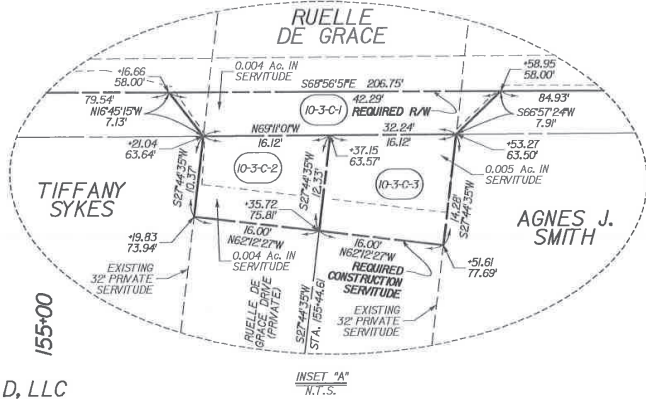 RUELLE
DE GRACE
+16.66
58.00'
0.004 Ac. IN
SERVITUDE
+58.95
58.00'
S68°56'51"E 206.75'
79.54'
N16°45'15"W
7.13'
10-3-C-1
42.29'
REQUIRED R/W
84.93'
S66°57'24"W
7.91'
+21.04
63.64'
N69°11'01"W
16.12'
32.24'
16.12'
+53.27
63.50'
+37.15
63.57'
10-3-C-2
10-3-C-3
0.005 Ac. IN
SERVITUDE
TIFFANY
SYKES
S27°44'35"W
10.37'
S27°44'35"W
12.33'
14.28'
S27°44'35"W
AGNES J.
SMITH
+35.72
75.81'
+19.83
73.94'
16.00'
N62°12'27"W
16.00'
N62°12'27"W
+51.61
77.69'
0.004 Ac. IN
SERVITUDE
REQUIRED
CONSTRUCTION
SERVITUDE
EXISTING
32' PRIVATE
SERVITUDE
EXISTING
32' PRIVATE
SERVITUDE
RUELLE DE
GRACE DRIVE
(PRIVATE)
S27°44'35"W
STA. 155+44.61
155+00
D, LLC
INSET "A"
N.T.S.